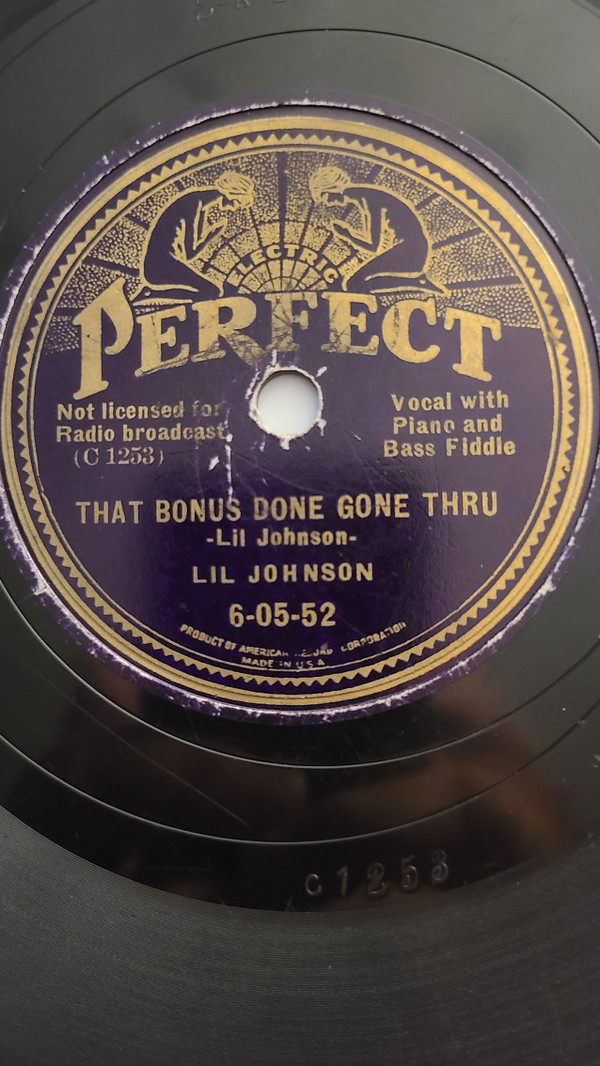 ELECTRIC
PERFECT
Not licensed for
Radio broadcast
(C 1253)
Vocal with
Piano and
Bass Fiddle
THAT BONUS DONE GONE THRU
-Lil Johnson-
LIL JOHNSON
6-05-52
PRODUCT OF AMERICAN RECORD CORPORATION
MADE IN U.S.A.
C1253